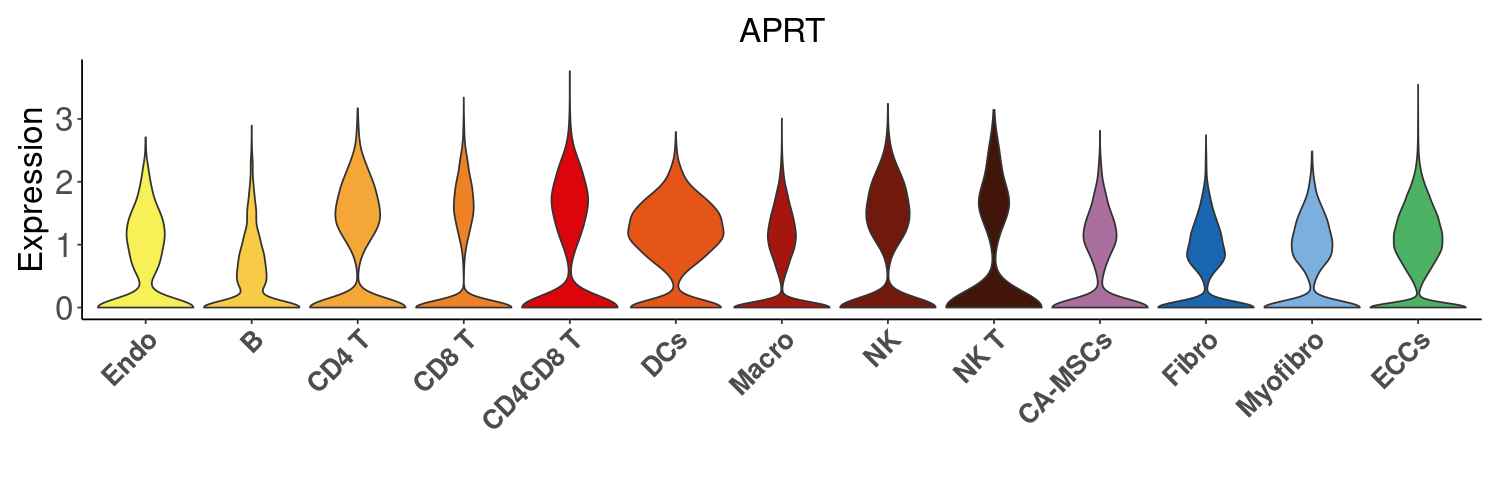 APRT
Expression
3
2
1
0
Endo
B
CD4 T
CD8 T
CD4CD8 T
DCs
Macro
NK
NK T
CA-MSCs
Fibro
Myofibro
ECCs